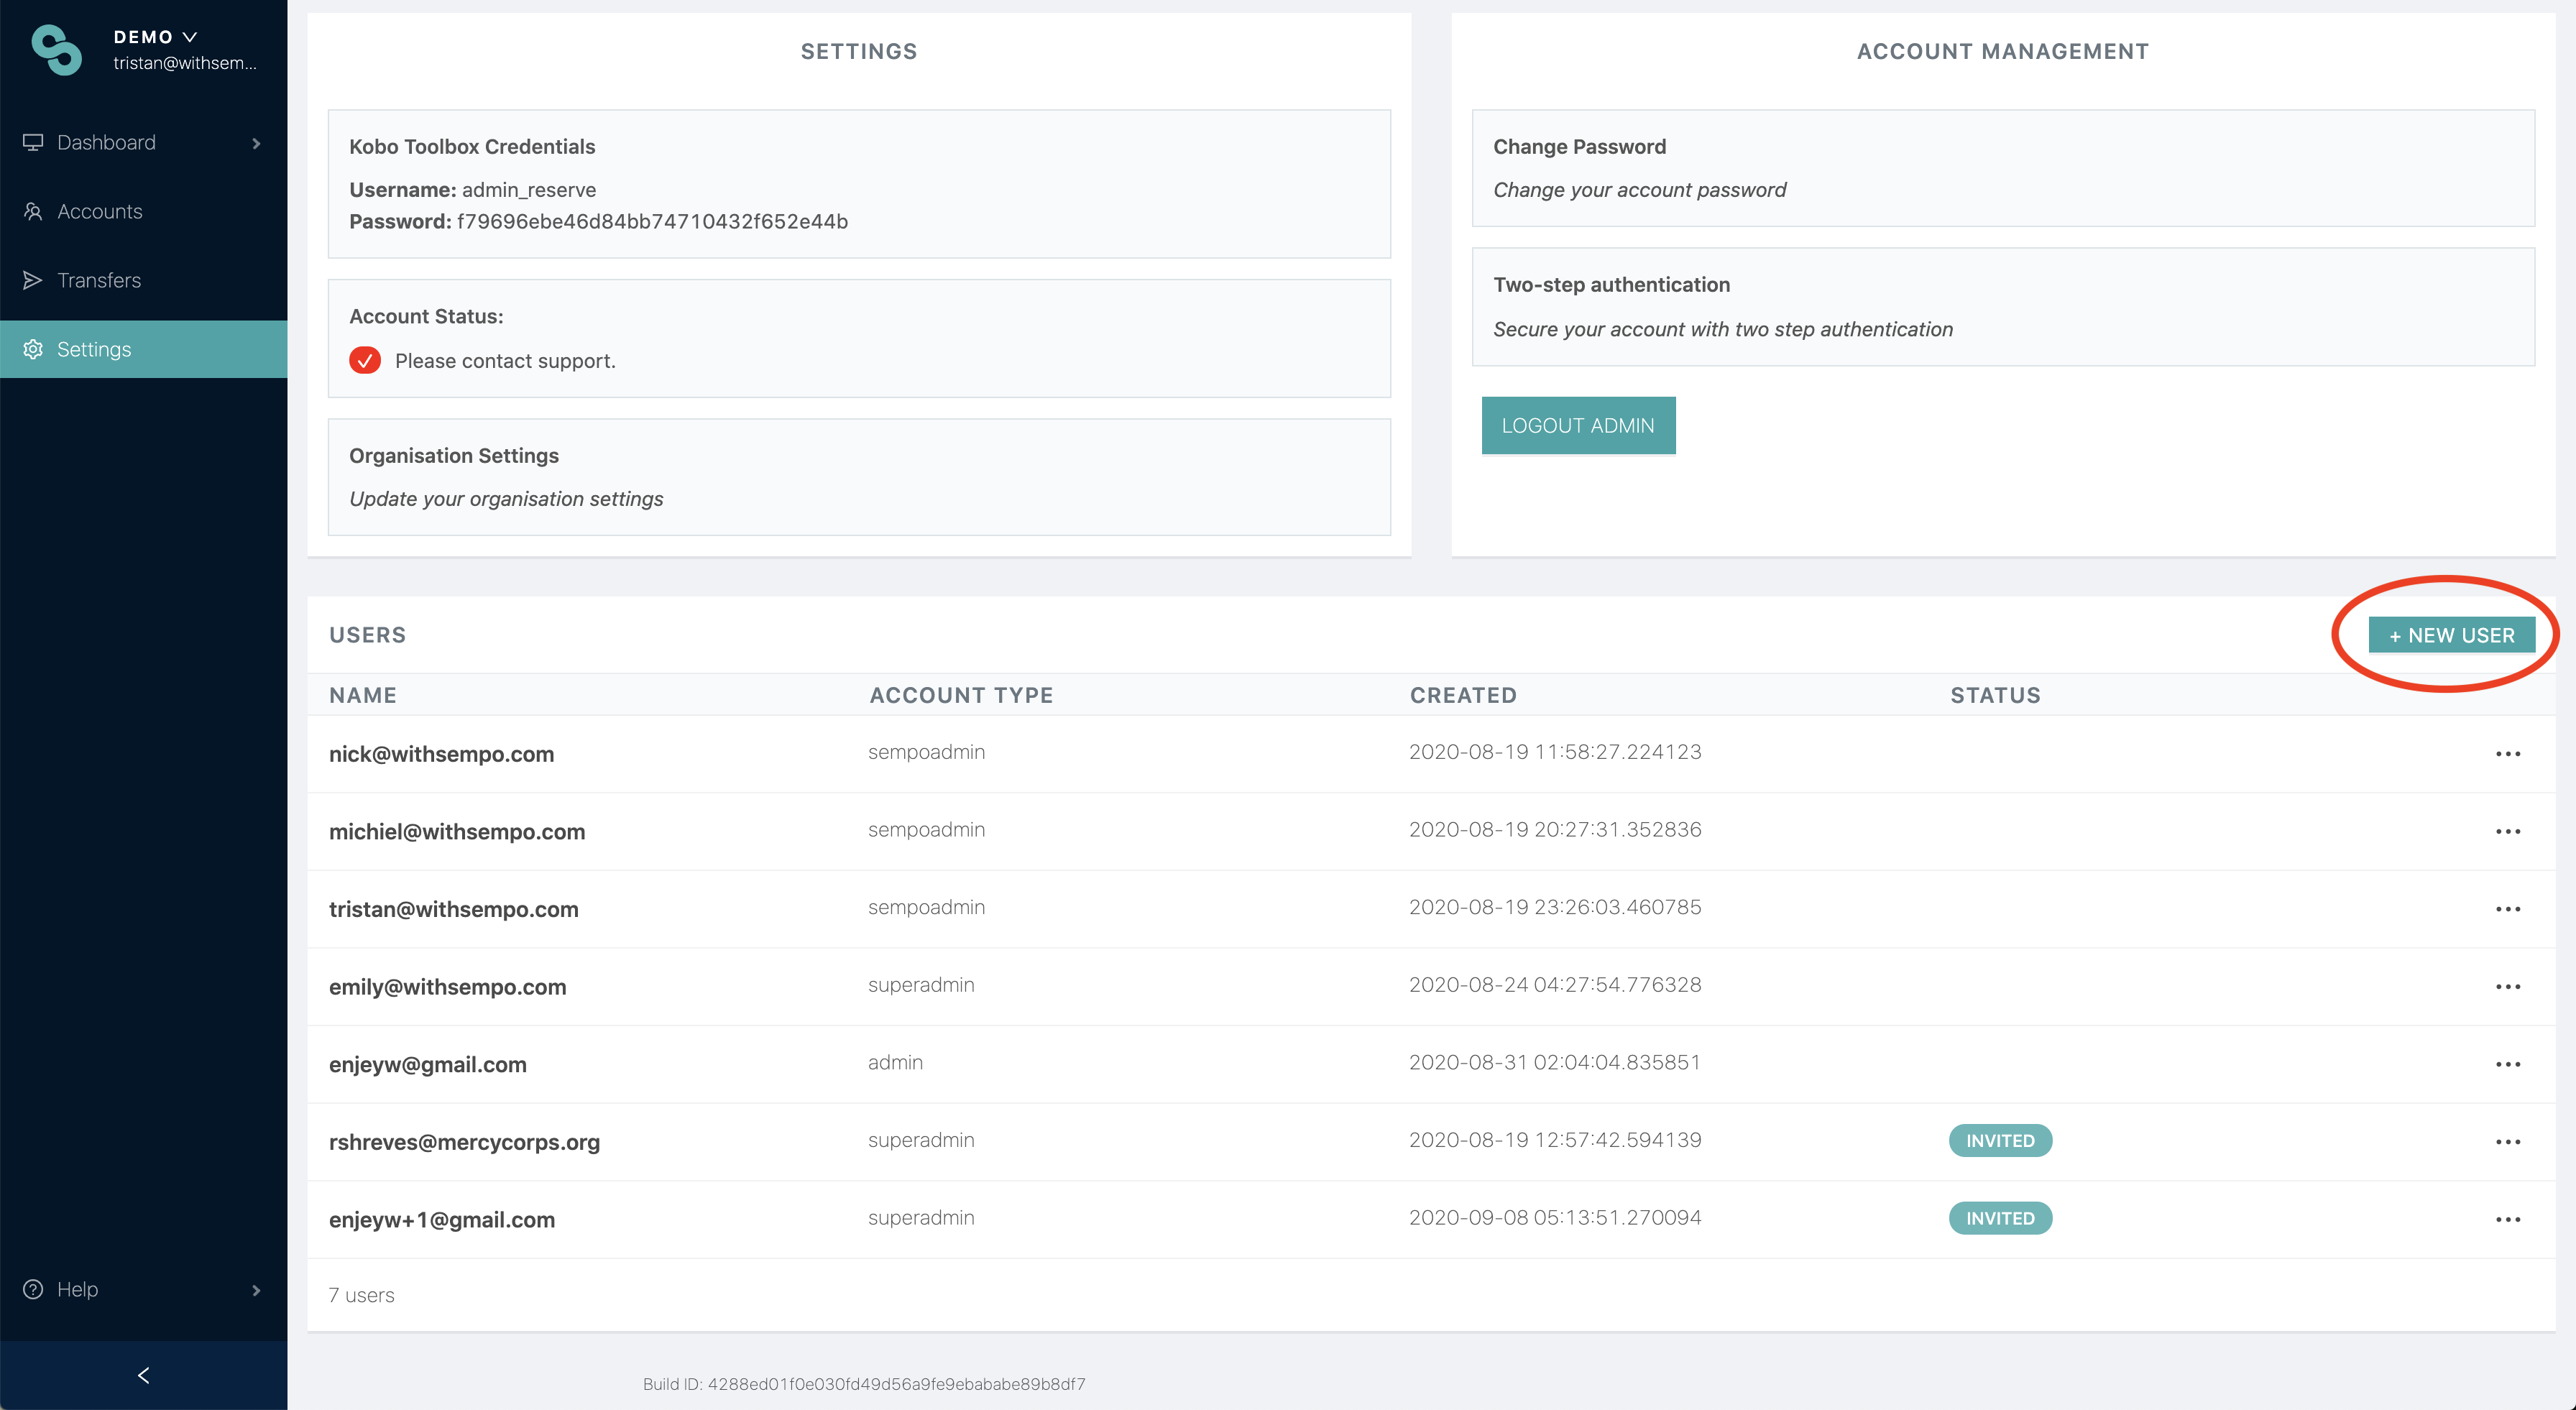 DEMO
tristan@withsem...
Dashboard
Accounts
Transfers
Settings
Help
SETTINGS
Kobo Toolbox Credentials
Username: admin_reserve
Password: f79696ebe46d84bb74710432f652e44b
Account Status:
Please contact support.
Organisation Settings
Update your organisation settings
ACCOUNT MANAGEMENT
Change Password
Change your account password
Two-step authentication
Secure your account with two step authentication
LOGOUT ADMIN
USERS
+ NEW USER
NAME ACCOUNT TYPE CREATED STATUS
nick@withsempo.com sempoadmin 2020-08-19 11:58:27.224123
michiel@withsempo.com sempoadmin 2020-08-19 20:27:31.352836
tristan@withsempo.com sempoadmin 2020-08-19 23:26:03.460785
emily@withsempo.com superadmin 2020-08-24 04:27:54.776328
enjeyw@gmail.com admin 2020-08-31 02:04:04.835851
rshreves@mercycorps.org superadmin 2020-08-19 12:57:42.594139 INVITED
enjeyw+1@gmail.com superadmin 2020-09-08 05:13:51.270094 INVITED
7 users
Build ID: 4288ed01f0e030fd49d56a9fe9ebababe89b8df7